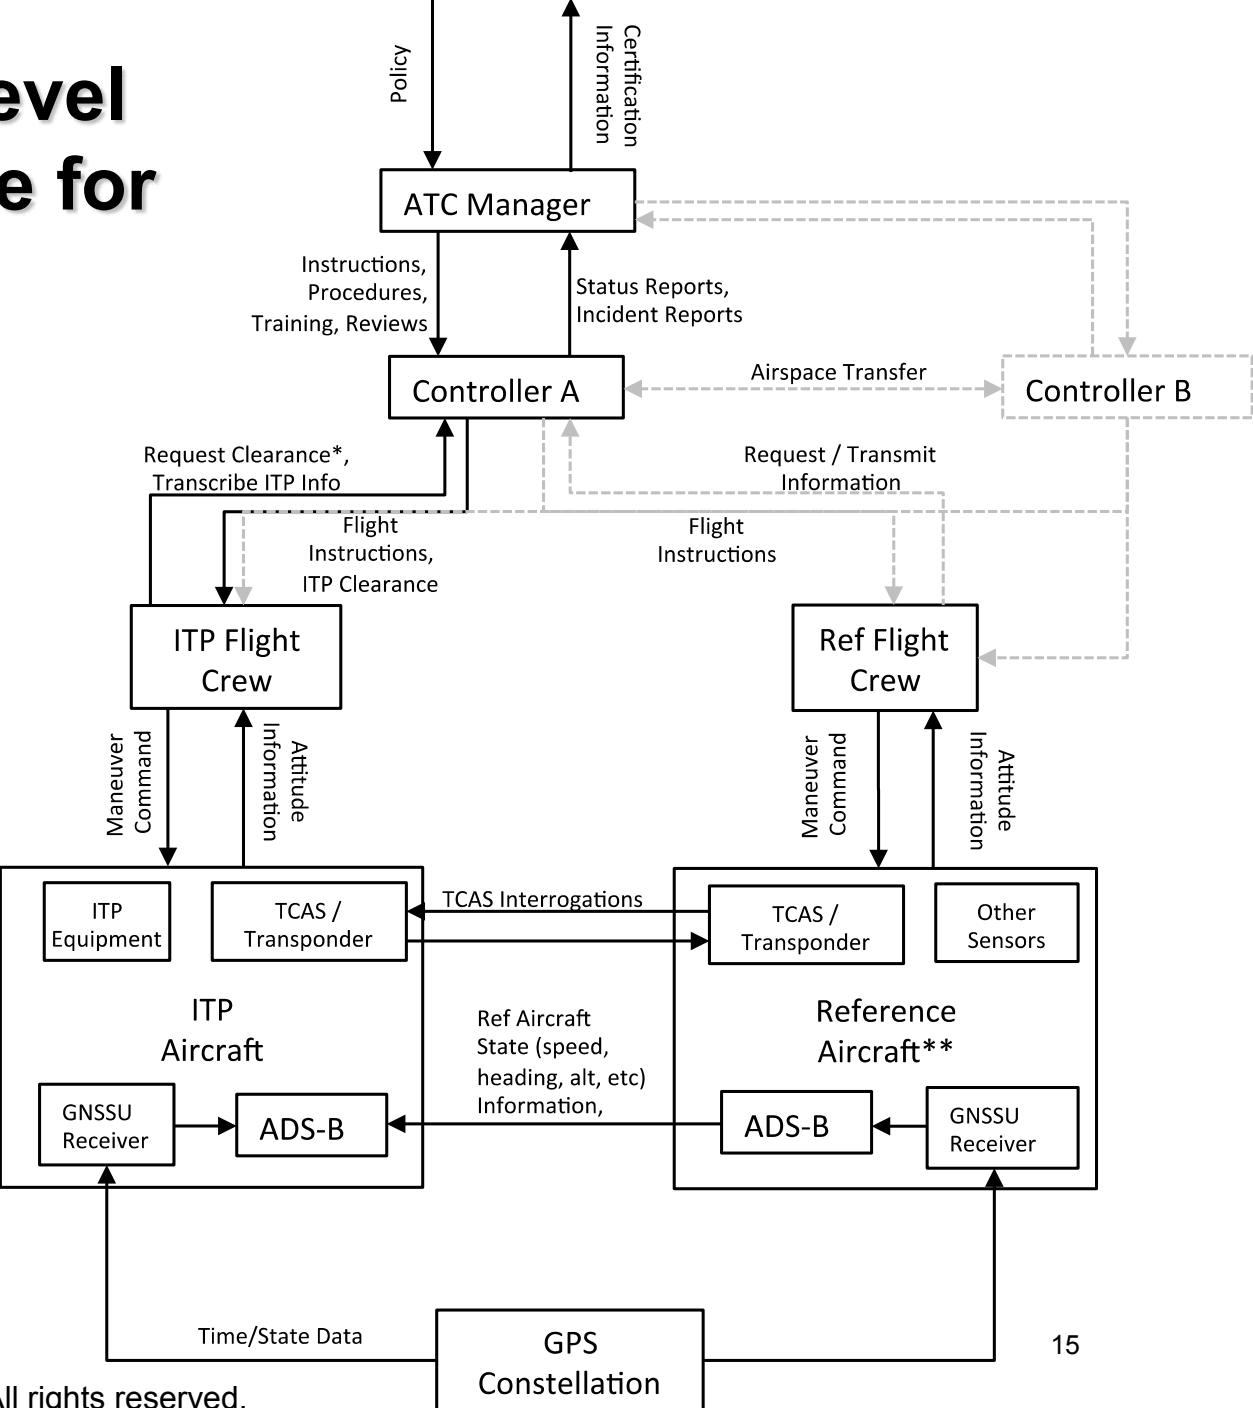 Policy
Certification
Information
evel
e for
ATC Manager
Instructions,
Procedures,
Training, Reviews
Status Reports,
Incident Reports
Controller A
Airspace Transfer
Controller B
Request Clearance*,
Transcribe ITP Info
Request / Transmit
Information
Flight
Instructions,
ITP Clearance
Flight
Instructions
ITP Flight
Crew
Ref Flight
Crew
Maneuver
Command
Attitude
Information
Maneuver
Command
Attitude
Information
ITP
Equipment
TCAS /
Transponder
TCAS Interrogations
TCAS /
Transponder
Other
Sensors
ITP
Aircraft
Ref Aircraft
State (speed,
heading, alt, etc)
Information,
Reference
Aircraft**
GNSSU
Receiver
ADS-B
ADS-B
GNSSU
Receiver
Time/State Data
GPS
Constellation
15
All rights reserved.